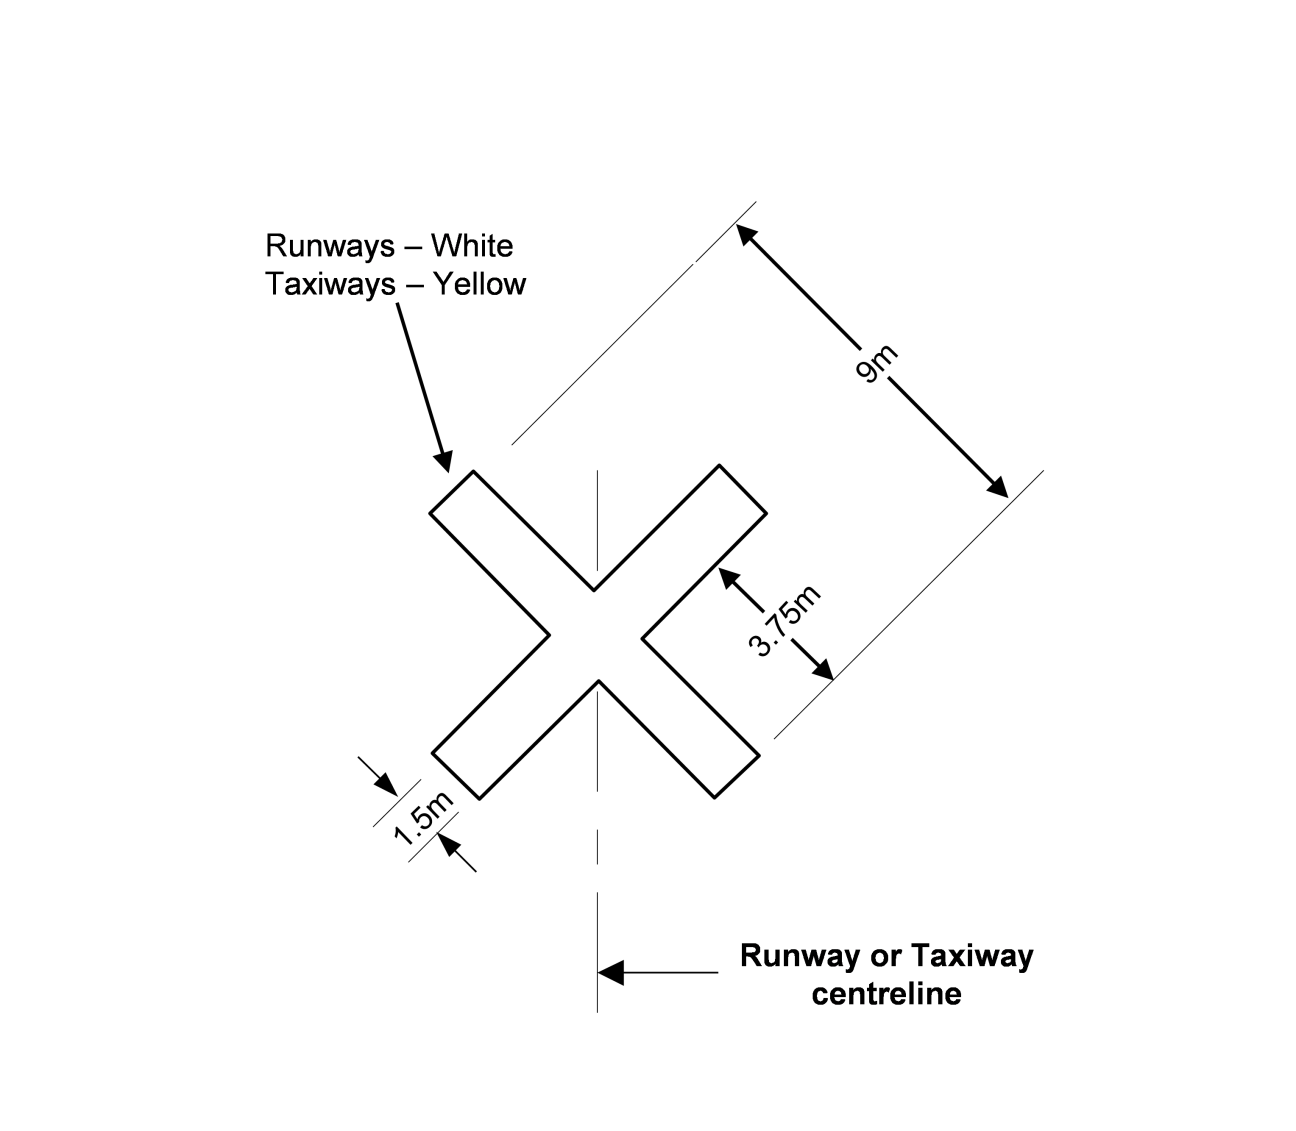 Runways – White
Taxiways – Yellow
9m
3.75m
1.5m
Runway or Taxiway
centreline